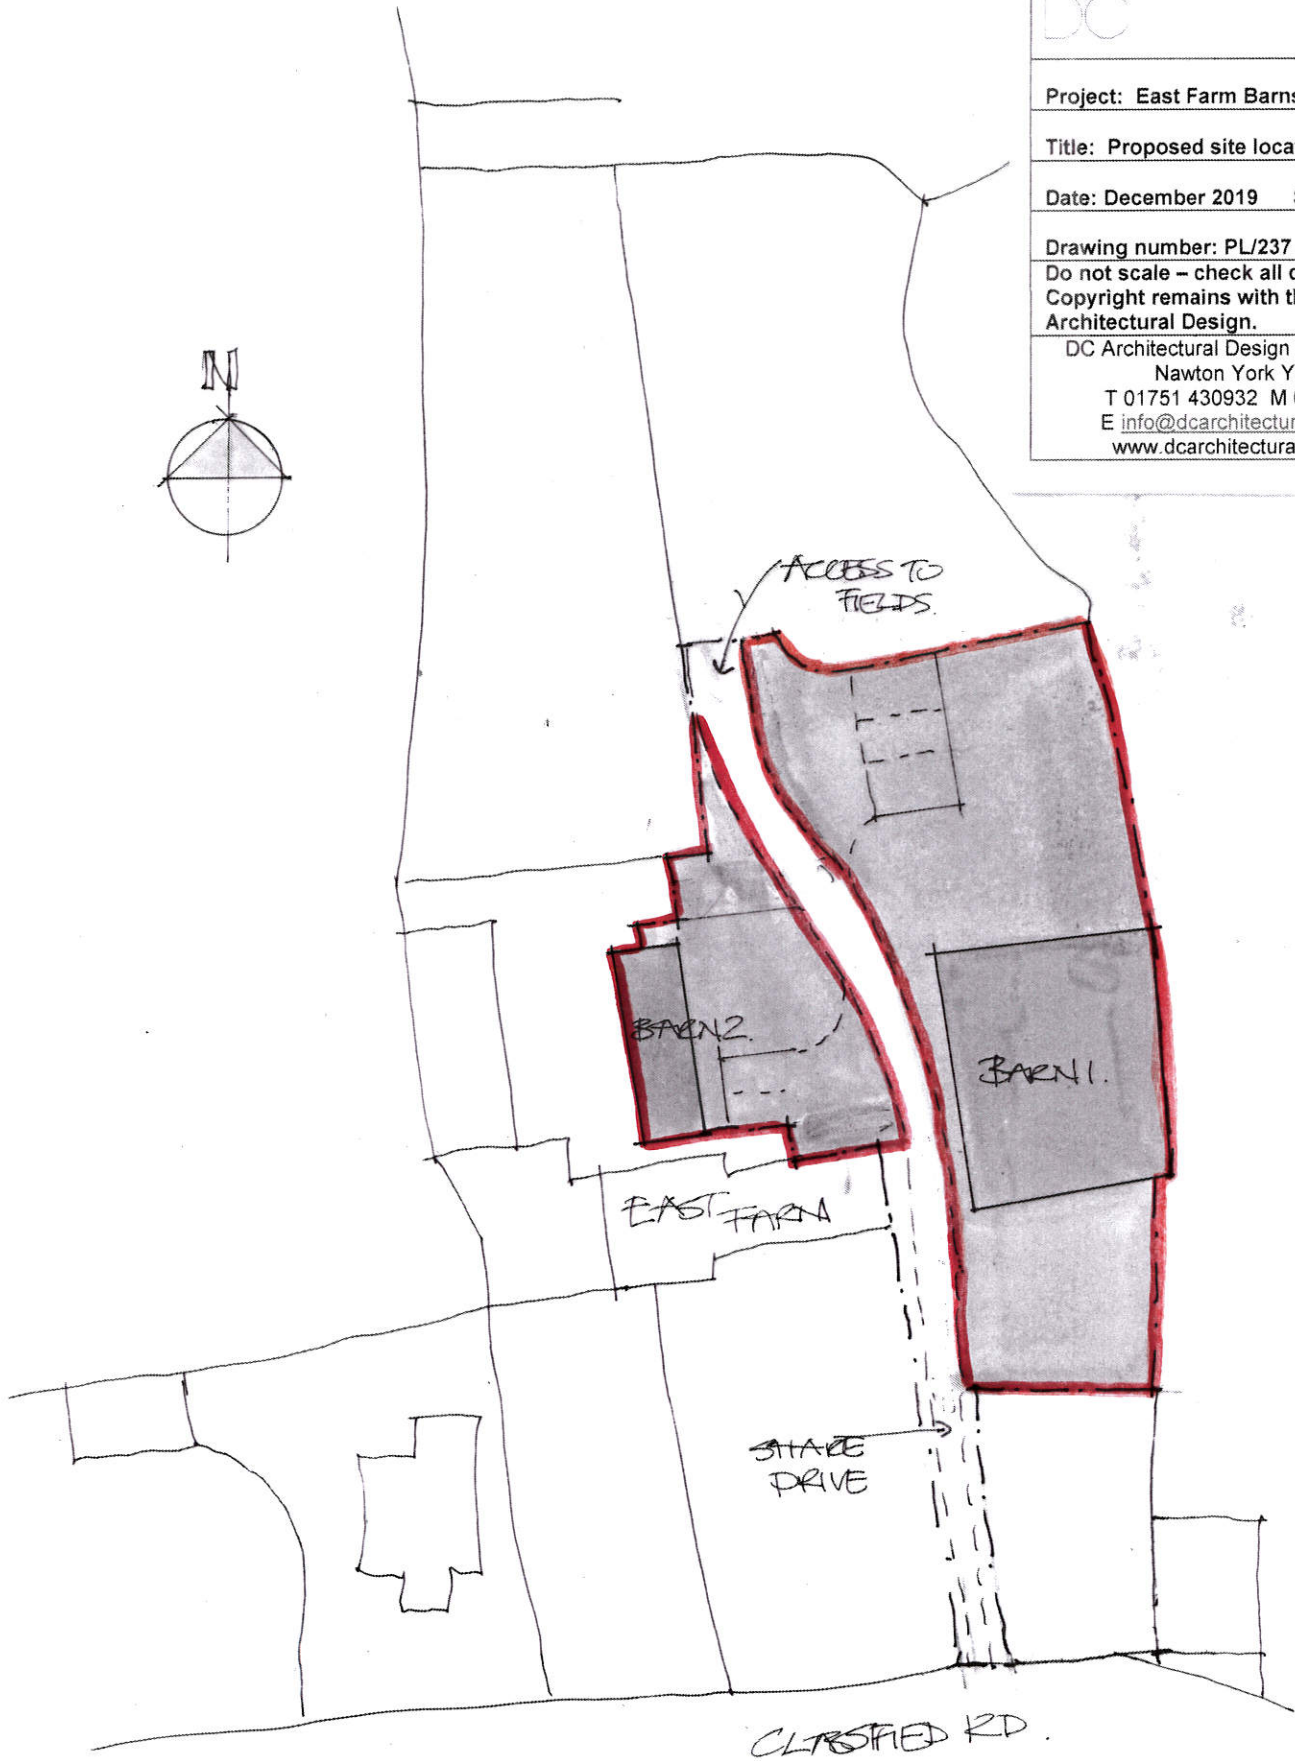 DC
Project: East Farm Barns
Title: Proposed site loca
Date: December 2019
Drawing number: PL/237
Do not scale – check all
Copyright remains with
Architectural Design.
DC Architectural Design
Nawton York Y
T 01751 430932 M
E info@dcarchitectur
www.dcarchitectura
N
ACCESS TO
FIELDS.
BARN 2.
BARN 1.
EAST FARM
SHARE
DRIVE
CLASSIFIED RD.